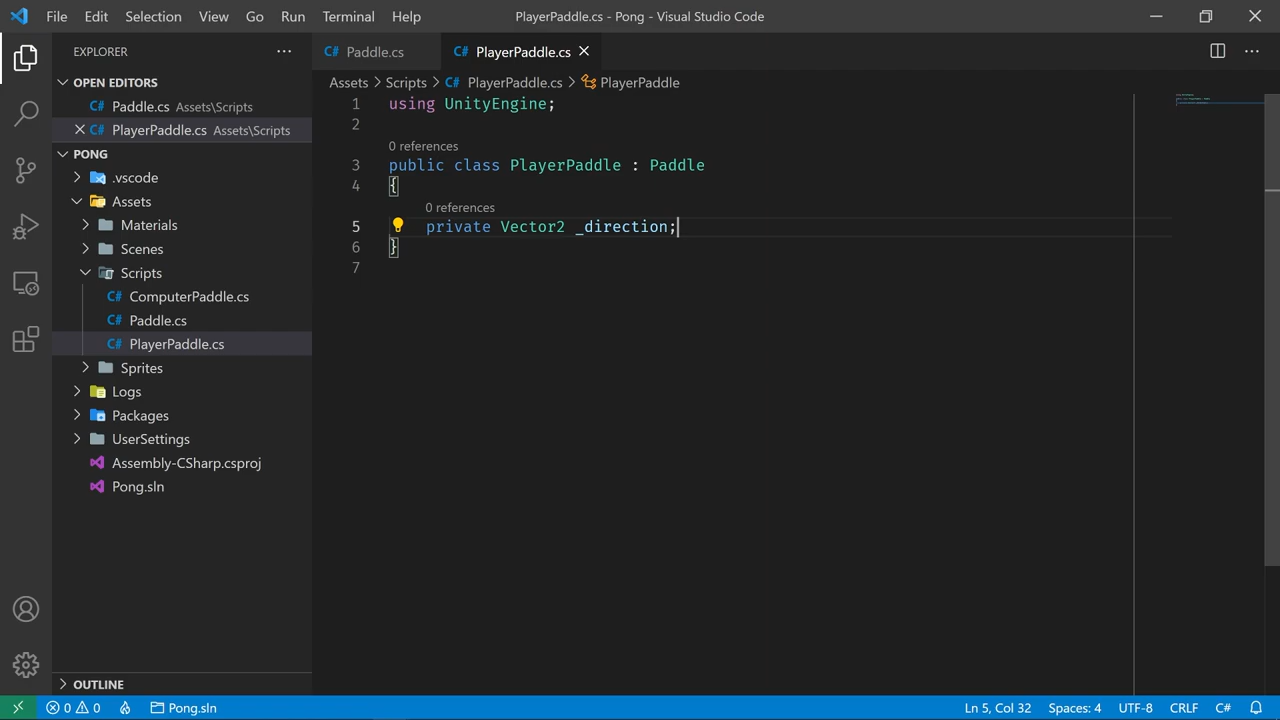 File Edit Selection View Go Run Terminal Help PlayerPaddle.cs - Pong - Visual Studio Code
EXPLORER
OPEN EDITORS
C# Paddle.cs Assets\Scripts
C# PlayerPaddle.cs Assets\Scripts
PONG
.vscode
Assets
Materials
Scenes
Scripts
C# ComputerPaddle.cs
C# Paddle.cs
C# PlayerPaddle.cs
Sprites
Logs
Packages
UserSettings
Assembly-CSharp.csproj
Pong.sln
OUTLINE
C# Paddle.cs C# PlayerPaddle.cs
Assets > Scripts > C# PlayerPaddle.cs > PlayerPaddle
1 using UnityEngine;
2
0 references
3 public class PlayerPaddle : Paddle
4 {
0 references
5 private Vector2 _direction;
6 }
7
0 0 Pong.sln Ln 5, Col 32 Spaces: 4 UTF-8 CRLF C#